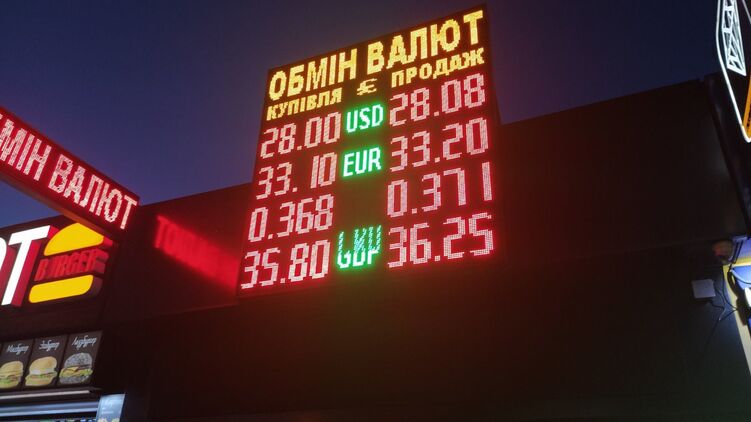 ОБМІН ВАЛЮТ
КУПІВЛЯ € ПРОДАЖ
28.00 USD 28.08
33.10 EUR 33.20
0.368 0.371
35.80 GBP 36.25
МІН ВАЛЮТ
BURGER